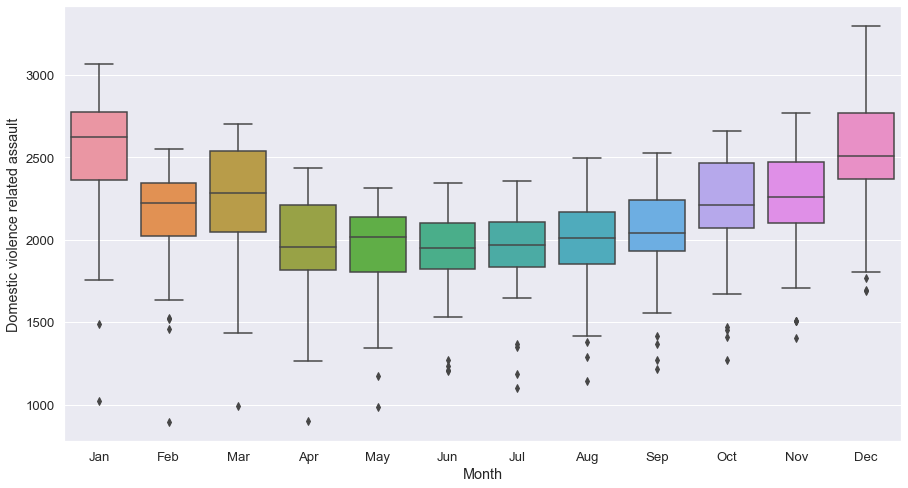 Domestic violence related assault
3000
2500
2000
1500
1000
Jan Feb Mar Apr May Jun Jul Aug Sep Oct Nov Dec
Month